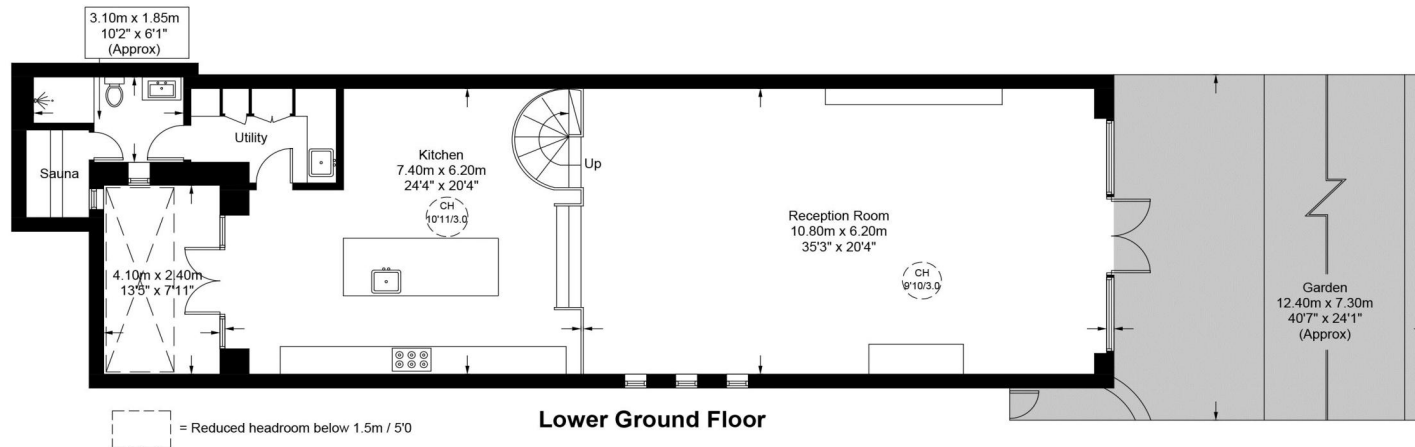 3.10m x 1.85m
10'2" x 6'1"
(Approx)
Utility
Sauna
Kitchen
7.40m x 6.20m
24'4" x 20'4"
CH
10'11/3.0
Up
4.10m x 2.40m
13'5" x 7'11"
Reception Room
10.80m x 6.20m
35'3" x 20'4"
CH
9'10/3.0
Garden
12.40m x 7.30m
40'7" x 24'1"
(Approx)
= Reduced headroom below 1.5m / 5'0
Lower Ground Floor